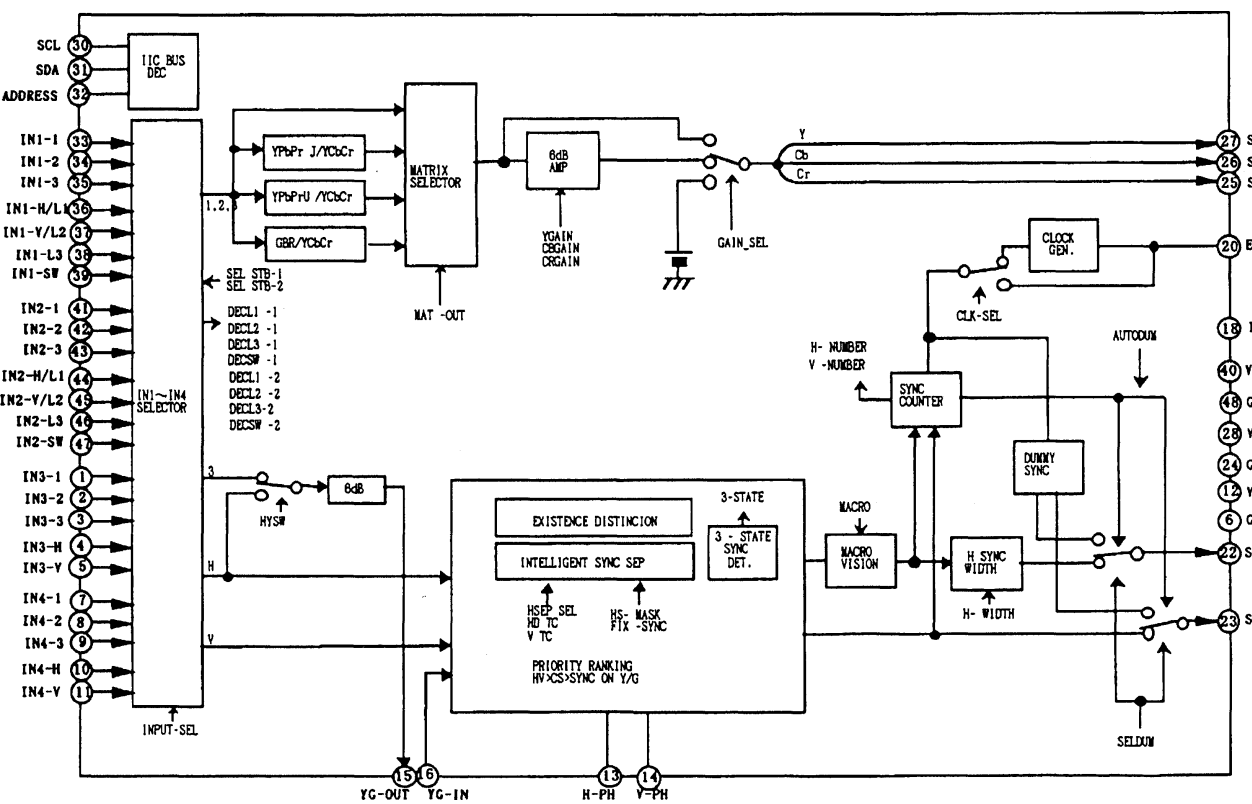 SCL 30
SDA 31
ADDRESS 32
IIC BUS
DEC
IN1-1 33
IN1-2 34
IN1-3 35
IN1-H/L1 36
IN1-V/L2 37
IN1-L3 38
IN1-SW 39
IN2-1 41
IN2-2 42
IN2-3 43
IN2-H/L1 44
IN2-V/L2 45
IN2-L3 46
IN2-SW 47
IN3-1 1
IN3-2 2
IN3-3 3
IN3-H 4
IN3-V 5
IN4-1 7
IN4-2 8
IN4-3 9
IN4-H 10
IN4-V 11
IN1~IN4
SELECTOR
INPUT-SEL
1,2,3
YPbPr J/YCbCr
YPbPrU /YCbCr
GBR/YCbCr
MATRIX
SELECTOR
MAT -OUT
6dB
AMP
YGAIN
CBGAIN
CRGAIN
GAIN_SEL
Y
Cb
Cr
SEL STB-1
SEL STB-2
DECL1 -1
DECL2 -1
DECL3 -1
DECSW -1
DECL1 -2
DECL2 -2
DECL3-2
DECSW -2
3
HYSW
6dB
H
V
EXISTENCE DISTINCION
INTELLIGENT SYNC SEP
HSEP SEL
HD TC
V TC
HS- MASK
FIX -SYNC
PRIORITY RANKING
HV>CS>SYNC ON Y/G
3-STATE
3 - STATE
SYNC
DET.
MACRO
MACRO
VISION
H SYNC
WIDTH
H- WIDTH
H- NUMBER
V -NUMBER
SYNC
COUNTER
CLOCK
GEN.
CLK-SEL
AUTODUM
DUMMY
SYNC
SELDUM
27 S
26 S
25 S
20 E
18 I
40 V
48 G
28 V
24 G
12 V
6 G
22 S
23 S
15 16 13 14
YG-OUT YG-IN H-PH V-PH